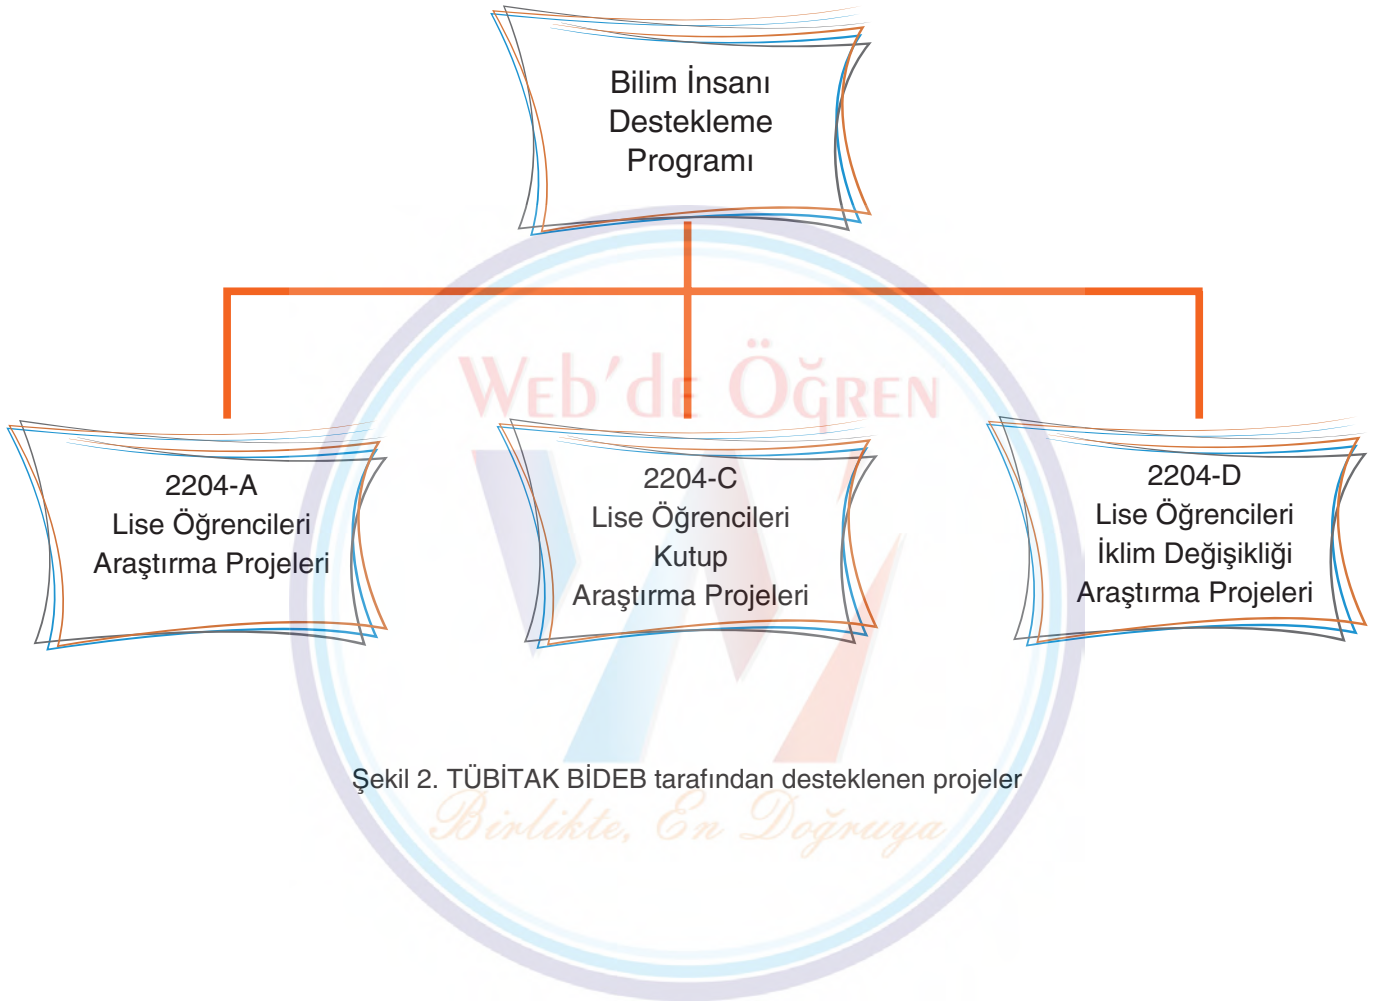 Bilim İnsanı
Destekleme
Programı
Web'de Öğren
2204-A
Lise Öğrencileri
Araştırma Projeleri
2204-C
Lise Öğrencileri
Kutup
Araştırma Projeleri
2204-D
Lise Öğrencileri
İklim Değişikliği
Araştırma Projeleri
Şekil 2. TÜBİTAK BİDEB tarafından desteklenen projeler
Birlikte, En Doğruya